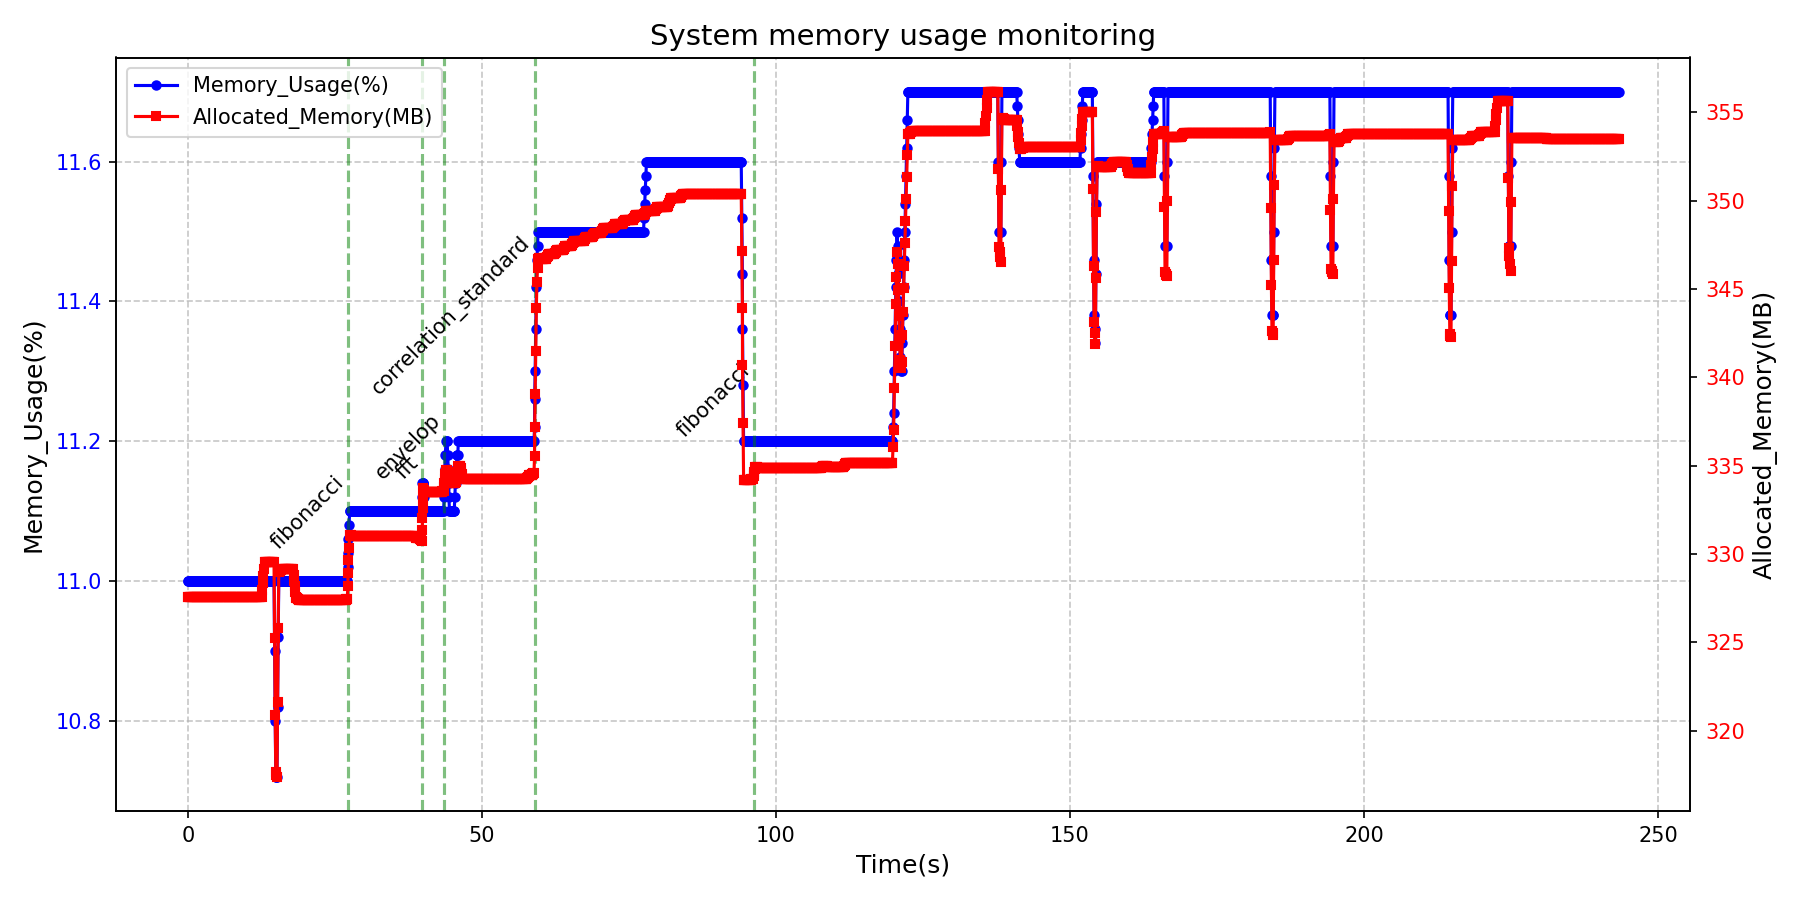 System memory usage monitoring
Memory_Usage(%)
Allocated_Memory(MB)
Memory_Usage(%)
11.6
11.4
11.2
11.0
10.8
fibonacci
fit
envelop
correlation_standard
fibonacci
355
350
345
340
335
330
325
320
Allocated_Memory(MB)
0 50 100 150 200 250
Time(s)